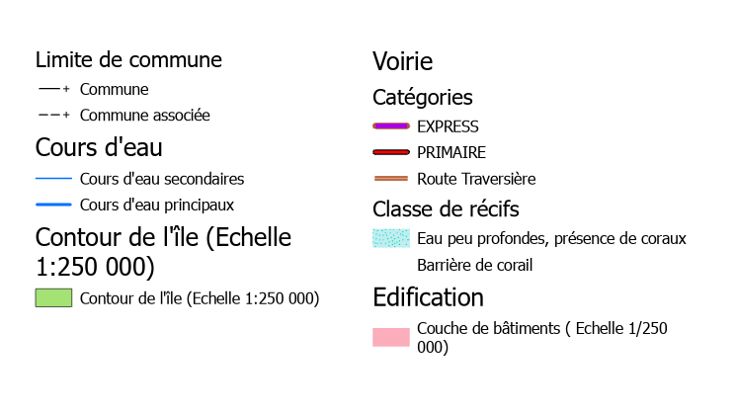 Limite de commune
Commune
Commune associée
Cours d'eau
Cours d'eau secondaires
Cours d'eau principaux
Contour de l'île (Echelle
1:250 000)
Contour de l'île (Echelle 1:250 000)
Voirie
Catégories
EXPRESS
PRIMAIRE
Route Traversière
Classe de récifs
Eau peu profondes, présence de coraux
Barrière de corail
Edification
Couche de bâtiments ( Echelle 1/250
000)